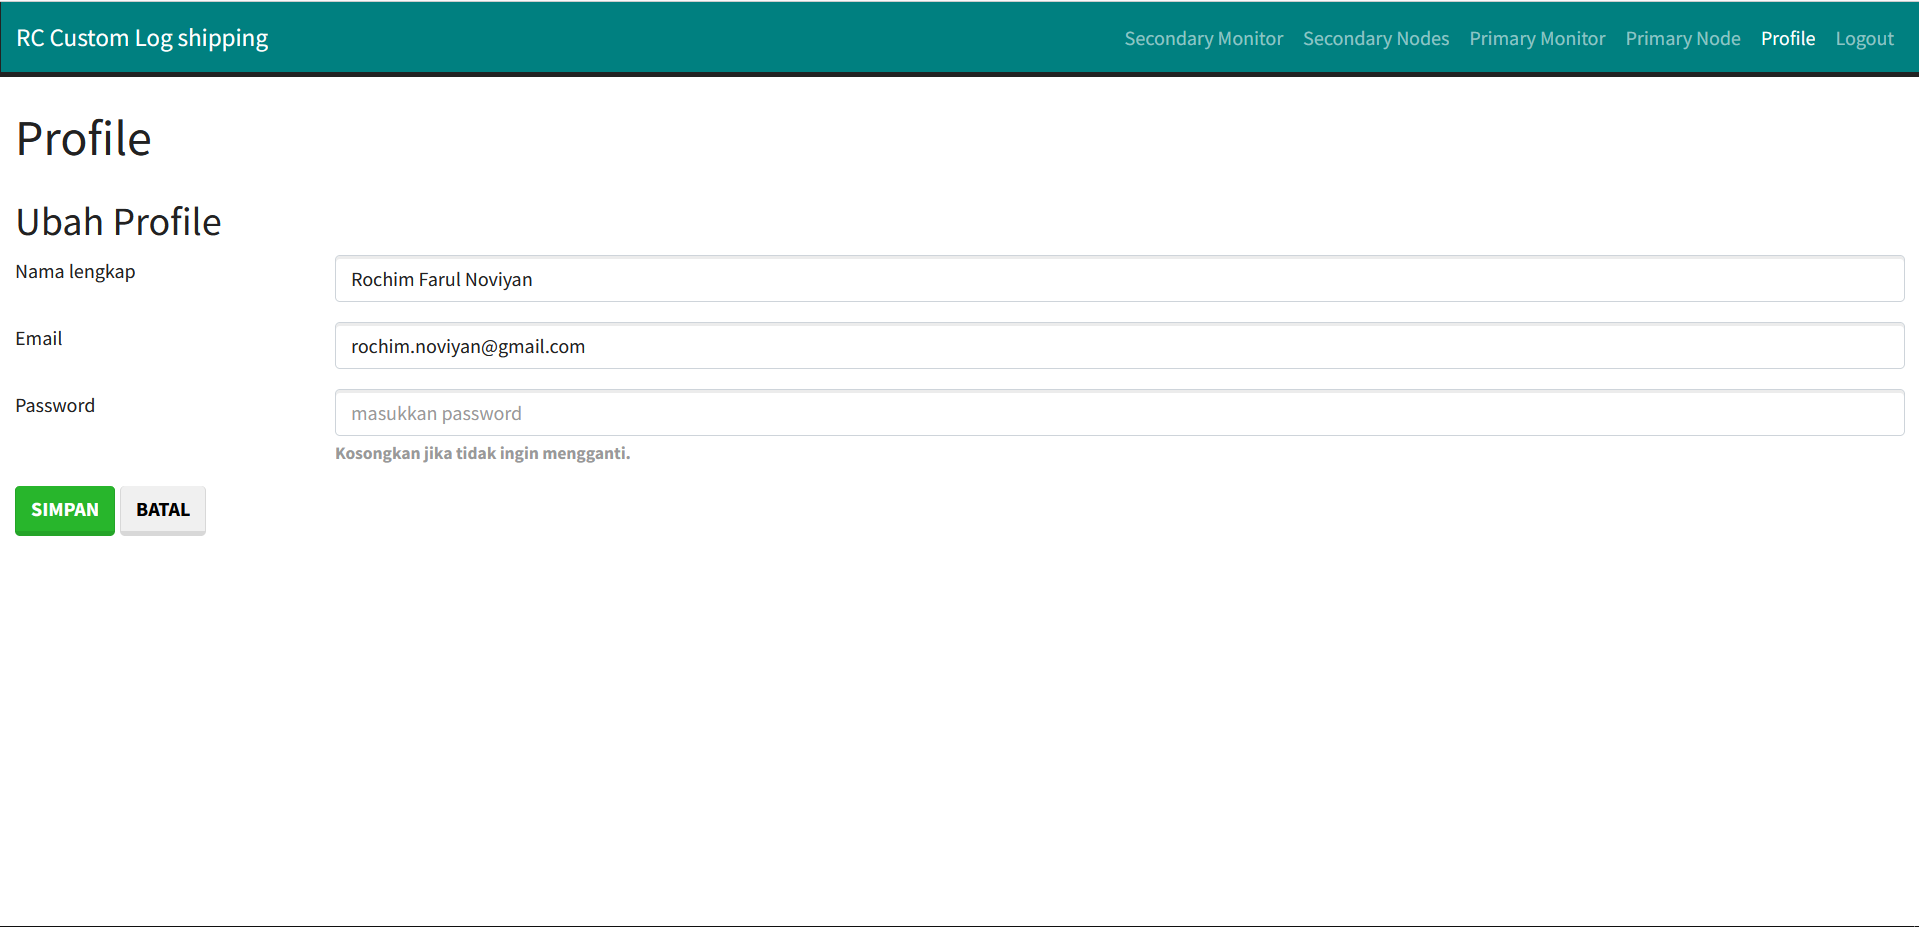 RC Custom Log shipping
Secondary Monitor Secondary Nodes Primary Monitor Primary Node Profile Logout
Profile
Ubah Profile
Nama lengkap Rochim Farul Noviyan
Email rochim.noviyan@gmail.com
Password masukkan password
Kosongkan jika tidak ingin mengganti.
SIMPAN BATAL